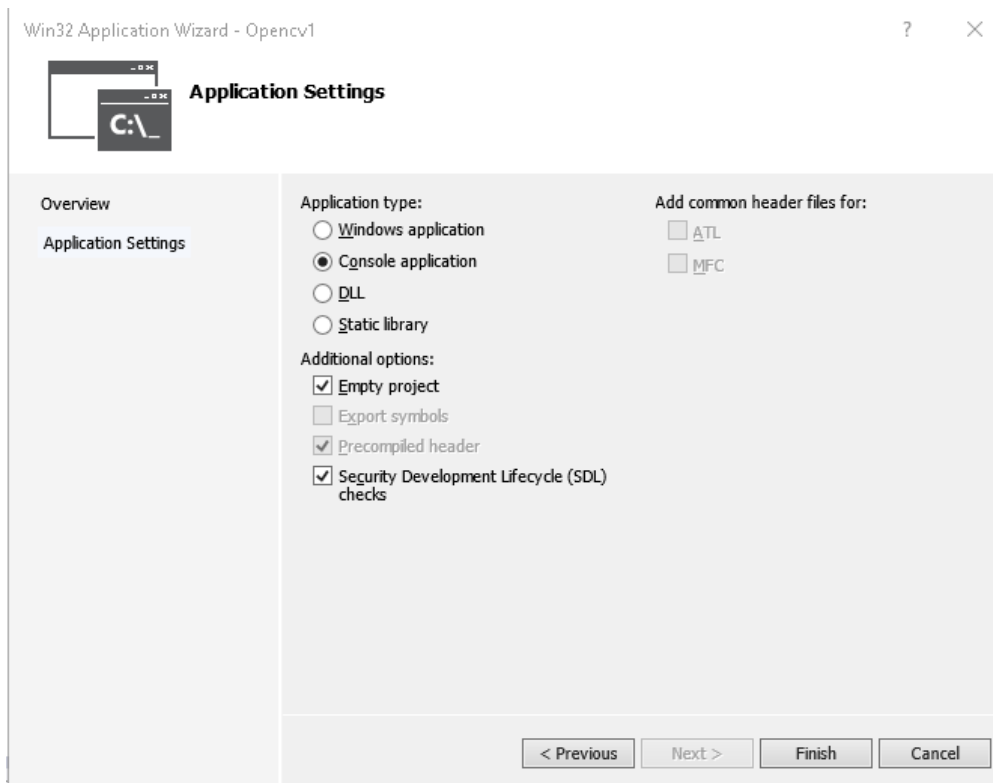 Win32 Application Wizard - Opencv1
?
C:\_
Application Settings
Overview
Application Settings
Application type:
Windows application
Console application
DLL
Static library
Additional options:
Empty project
Export symbols
Precompiled header
Security Development Lifecycle (SDL)
checks
Add common header files for:
ATL
MFC
< Previous
Next >
Finish
Cancel